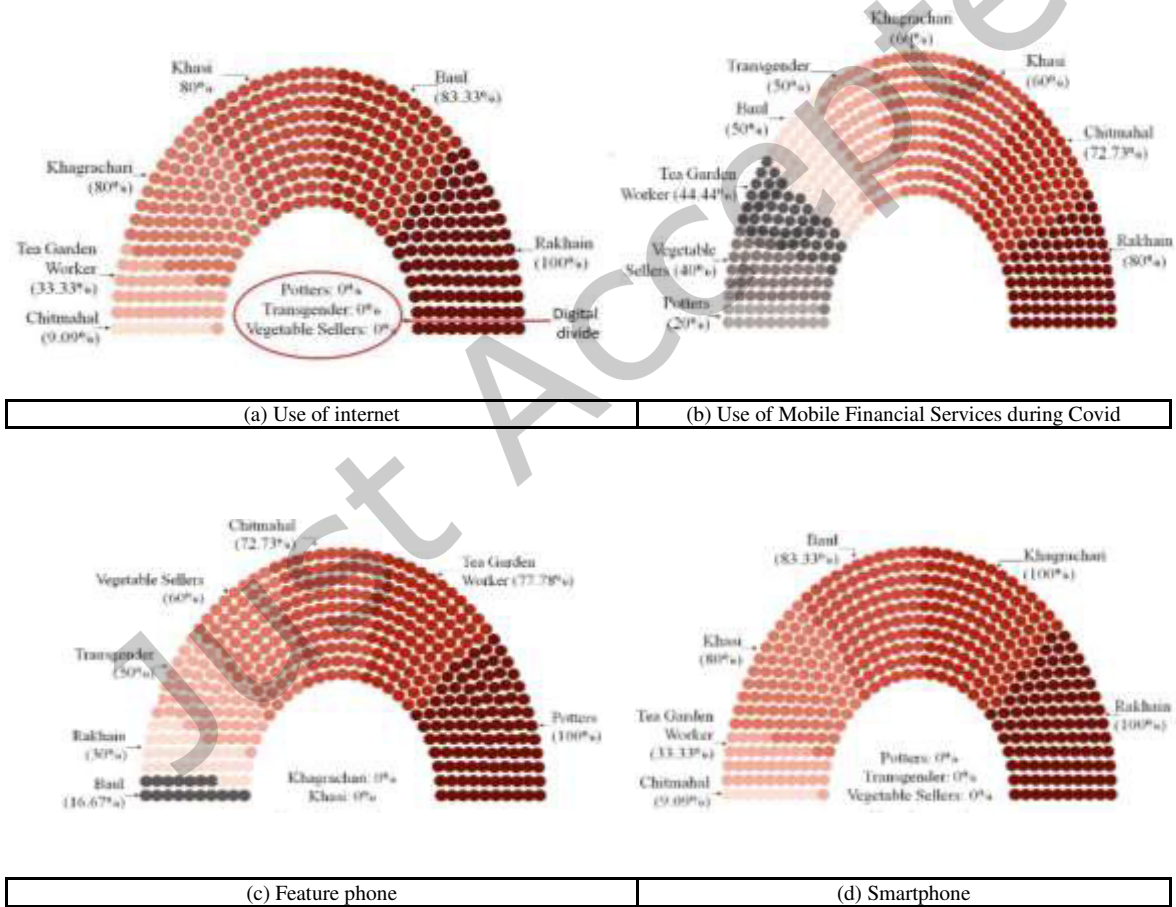 Khasi
80%
Baul
(83.33%)
Khagrachari
(80%)
Tea Garden
Worker
(33.33%)
Chitmahal
(9.09%)
Rakhain
(100%)
Potters: 0%
Transgender: 0%
Vegetable Sellers: 0%
Digital
divide
Khagrachari
(60%)
Transgender
(50%)
Khasi
(60%)
Baul
(50%)
Chitmahal
(72.73%)
Tea Garden
Worker (44.44%)
Vegetable
Sellers (40%)
Rakhain
(80%)
Potters
(20%)
(a) Use of internet
(b) Use of Mobile Financial Services during Covid
Chitmahal
(72.73%)
Tea Garden
Worker (77.78%)
Vegetable Sellers
(60%)
Transgender
(50%)
Rakhain
(30%)
Baul
(16.67%)
Potters
(100%)
Khagrachari: 0%
Khasi: 0%
Baul
(83.33%)
Khagrachari
(100%)
Khasi
(80%)
Tea Garden
Worker
(33.33%)
Chitmahal
(9.09%)
Rakhain
(100%)
Potters: 0%
Transgender: 0%
Vegetable Sellers: 0%
(c) Feature phone
(d) Smartphone
Just Accepte